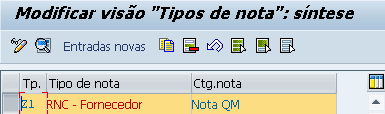 Modificar visão "Tipos de nota": síntese
Entradas novas
Tp. Tipo de nota Ctg.nota
Z1 RNC - Fornecedor Nota QM